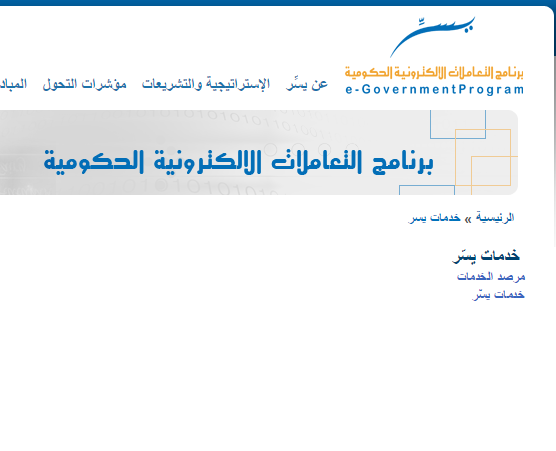 يسِّر
برنامج التعاملات الالكترونية الحكومية
e-GovernmentProgram
عن يسِّر الإستراتيجية والتشريعات مؤشرات التحول
برنامج التعاملات الالكترونية الحكومية
الرئيسية » خدمات يسر
خدمات يسّر
مرصد الخدمات
خدمات يسّر